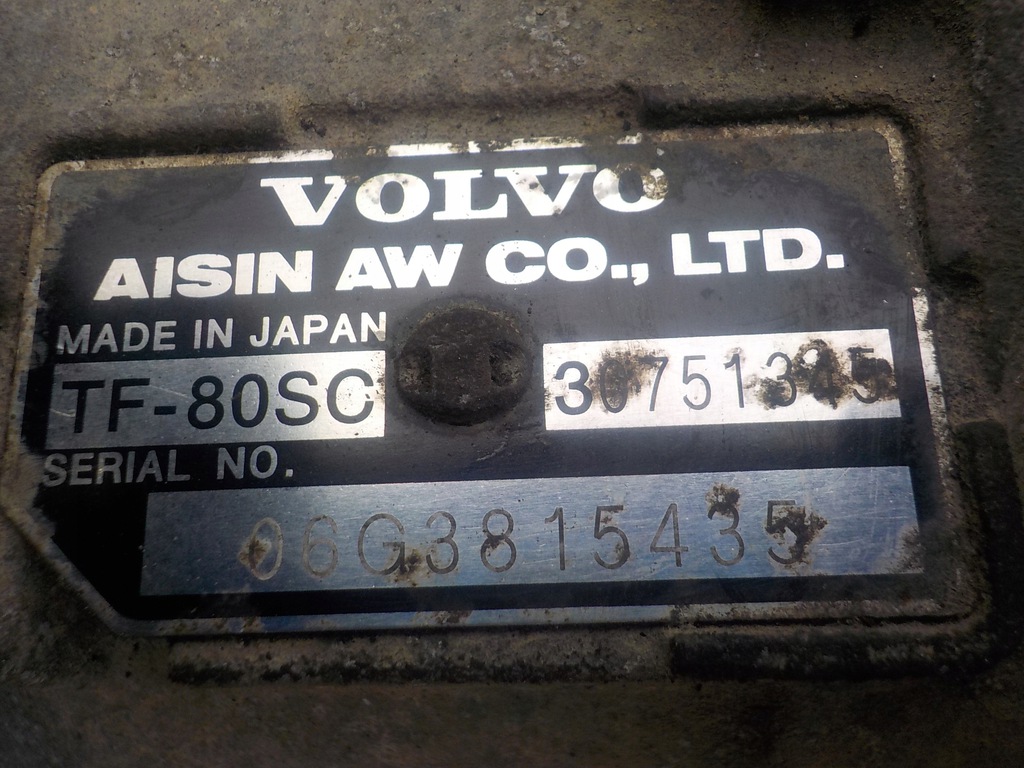 VOLVO
AISIN AW CO., LTD.
MADE IN JAPAN
TF-80SC 30751345
SERIAL NO.
06G3815435